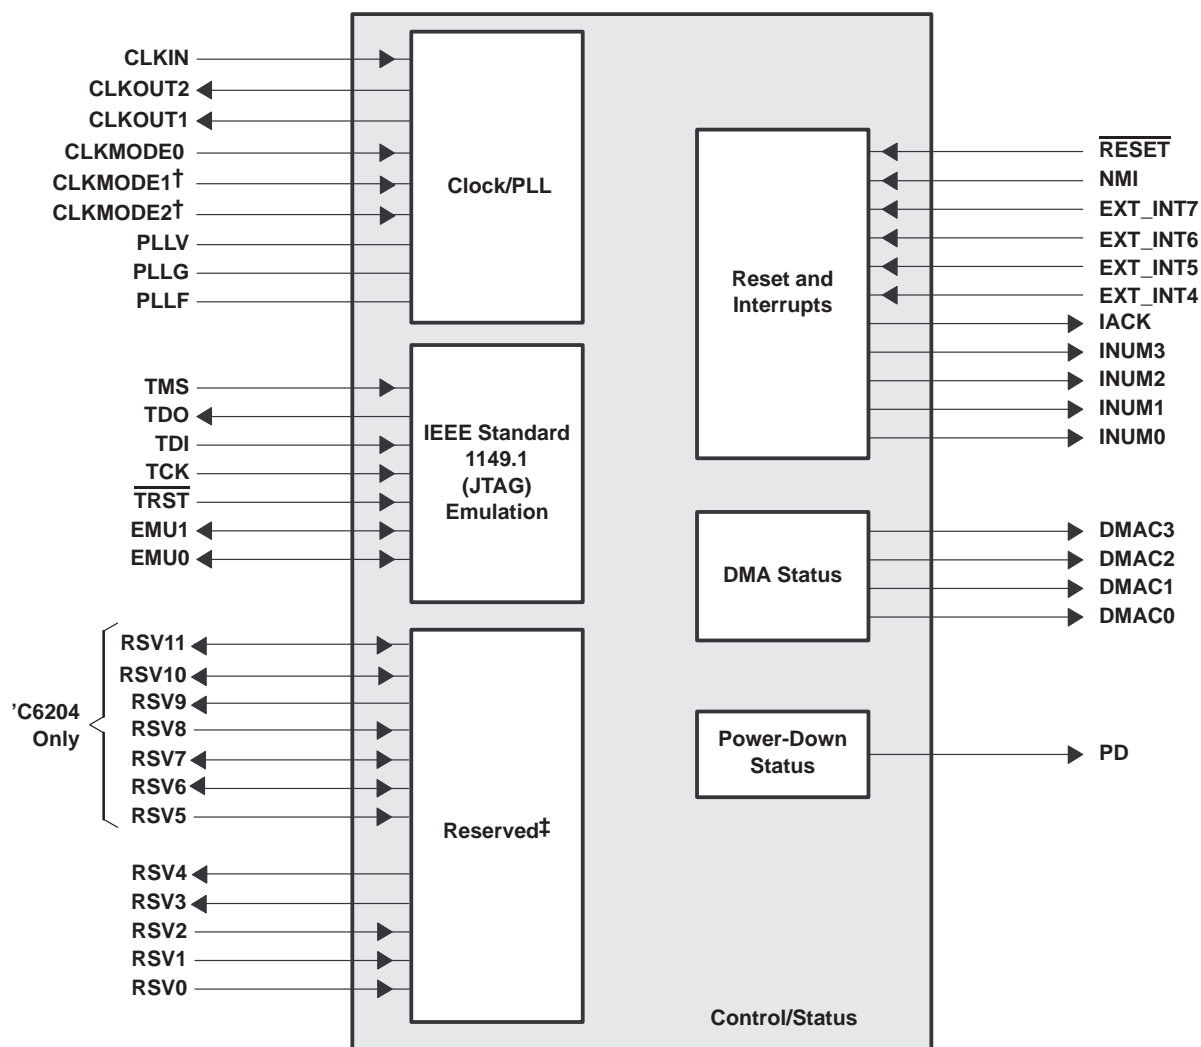 CLKIN
CLKOUT2
CLKOUT1
CLKMODE0
CLKMODE1†
CLKMODE2†
PLLV
PLLG
PLLF
Clock/PLL
TMS
TDO
TDI
TCK
TRST
EMU1
EMU0
IEEE Standard
1149.1
(JTAG)
Emulation
’C6204
Only
RSV11
RSV10
RSV9
RSV8
RSV7
RSV6
RSV5
RSV4
RSV3
RSV2
RSV1
RSV0
Reserved‡
Reset and
Interrupts
RESET
NMI
EXT_INT7
EXT_INT6
EXT_INT5
EXT_INT4
IACK
INUM3
INUM2
INUM1
INUM0
DMA Status
DMAC3
DMAC2
DMAC1
DMAC0
Power-Down
Status
PD
Control/Status